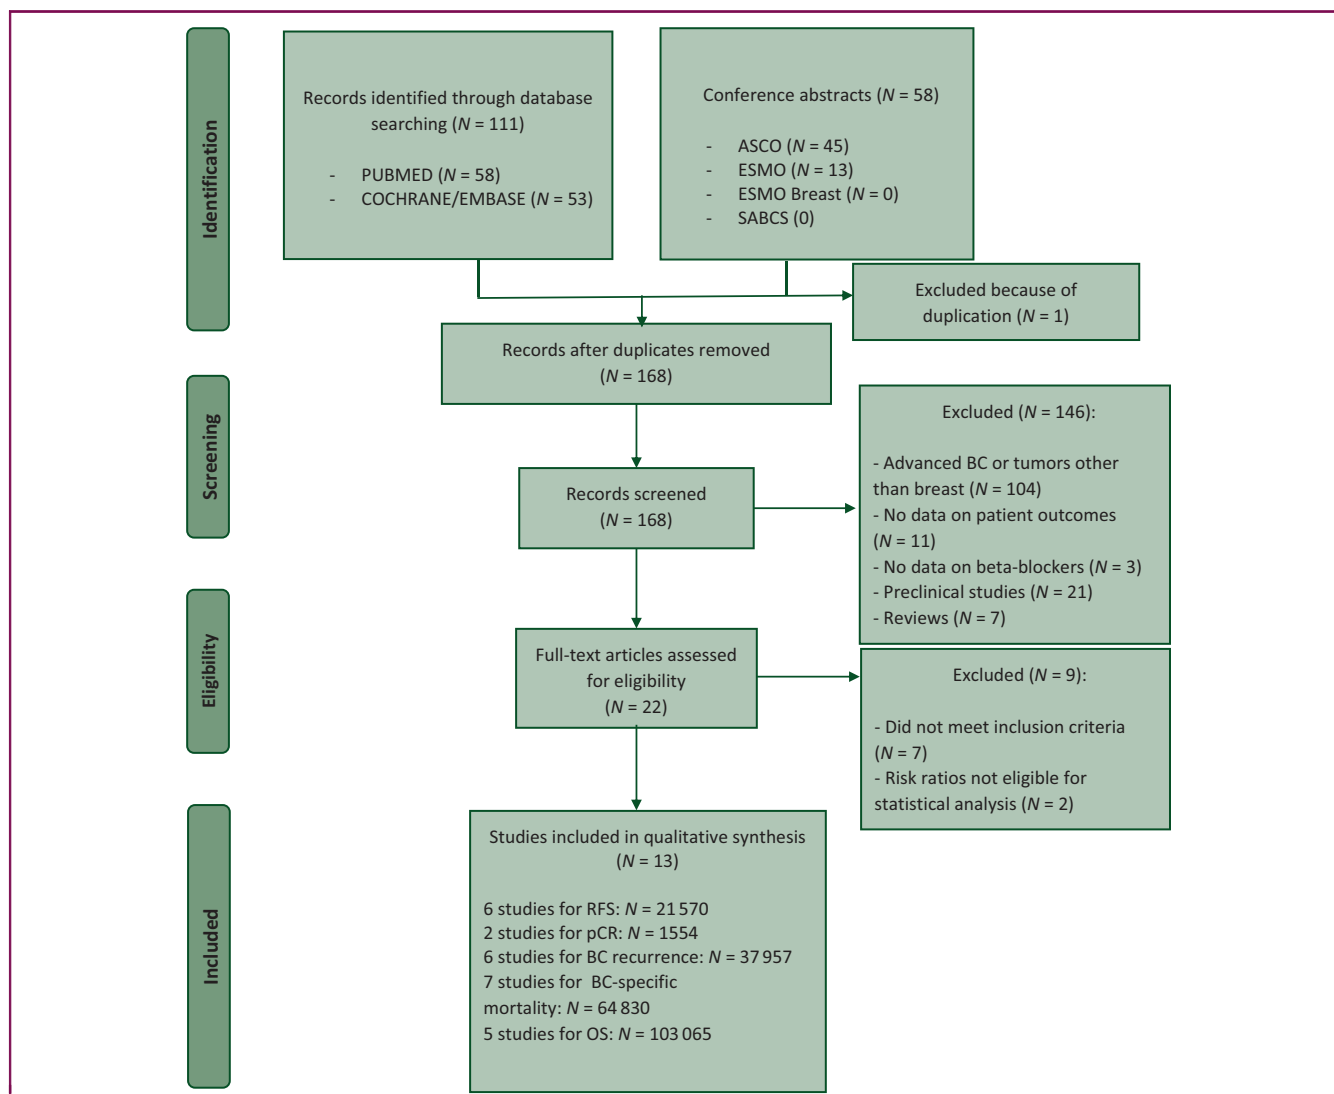 Identification
Records identified through database
searching (N = 111)
- PUBMED (N = 58)
- COCHRANE/EMBASE (N = 53)
Conference abstracts (N = 58)
- ASCO (N = 45)
- ESMO (N = 13)
- ESMO Breast (N = 0)
- SABCS (0)
Excluded because of
duplication (N = 1)
Records after duplicates removed
(N = 168)
Screening
Records screened
(N = 168)
Excluded (N = 146):
- Advanced BC or tumors other
than breast (N = 104)
- No data on patient outcomes
(N = 11)
- No data on beta-blockers (N = 3)
- Preclinical studies (N = 21)
- Reviews (N = 7)
Eligibility
Full-text articles assessed
for eligibility
(N = 22)
Excluded (N = 9):
- Did not meet inclusion criteria
(N = 7)
- Risk ratios not eligible for
statistical analysis (N = 2)
Included
Studies included in qualitative synthesis
(N = 13)
6 studies for RFS: N = 21 570
2 studies for pCR: N = 1554
6 studies for BC recurrence: N = 37 957
7 studies for BC-specific
mortality: N = 64 830
5 studies for OS: N = 103 065